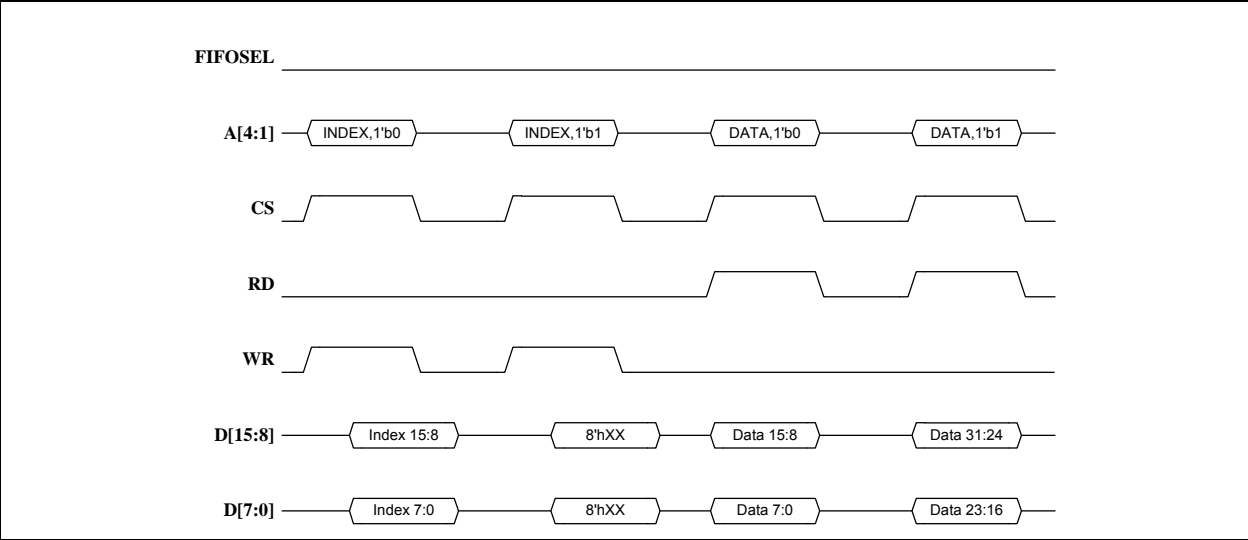 FIFOSEL
A[4:1] INDEX,1'b0 INDEX,1'b1 DATA,1'b0 DATA,1'b1
CS
RD
WR
D[15:8] Index 15:8 8'hXX Data 15:8 Data 31:24
D[7:0] Index 7:0 8'hXX Data 7:0 Data 23:16